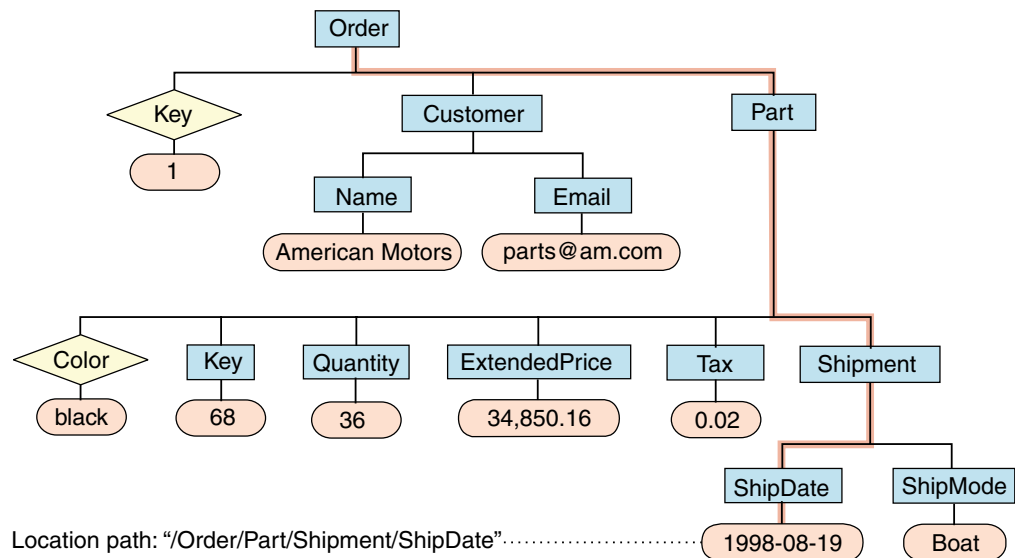 Order
Key
Customer
Part
1
Name
Email
American Motors
parts@am.com
Color
Key
Quantity
ExtendedPrice
Tax
Shipment
black
68
36
34,850.16
0.02
ShipDate
ShipMode
Location path: “/Order/Part/Shipment/ShipDate”
1998-08-19
Boat